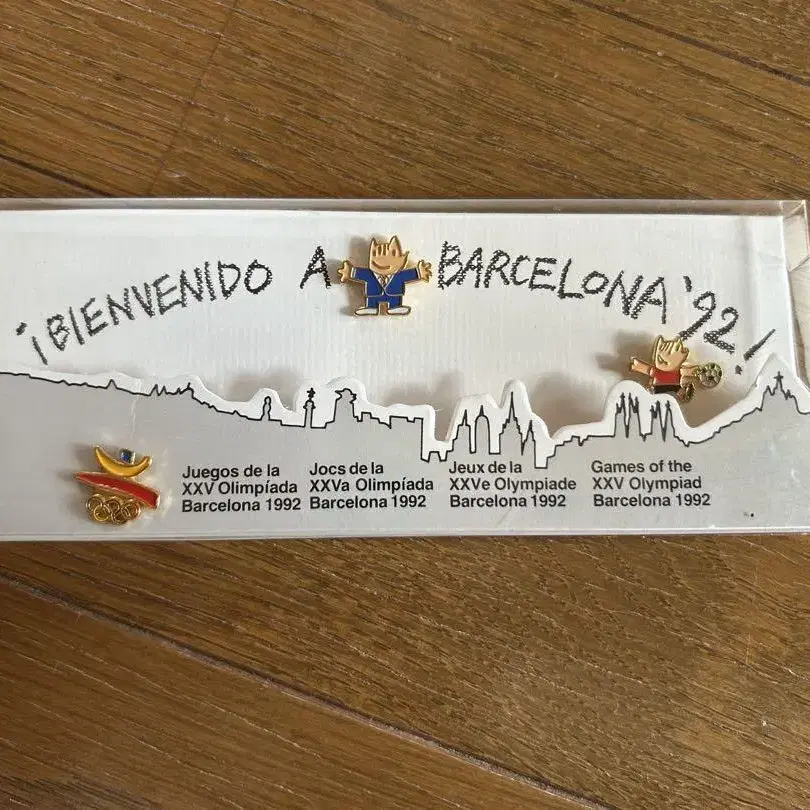 ¡BIENVENIDO A BARCELONA '92!
Juegos de la
XXV Olimpíada
Barcelona 1992
Jocs de la
XXVa Olimpíada
Barcelona 1992
Jeux de la
XXVe Olympiade
Barcelona 1992
Games of the
XXV Olympiad
Barcelona 1992